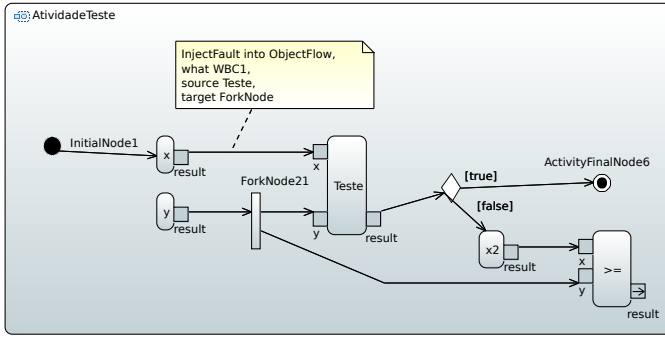 AtividadeTeste
InjectFault into ObjectFlow,
what WBC1,
source Teste,
target ForkNode
InitialNode1
x
result
x
Teste
ForkNode21
y
result
y
result
[true]
ActivityFinalNode6
[false]
x2
result
x
y
>=
result